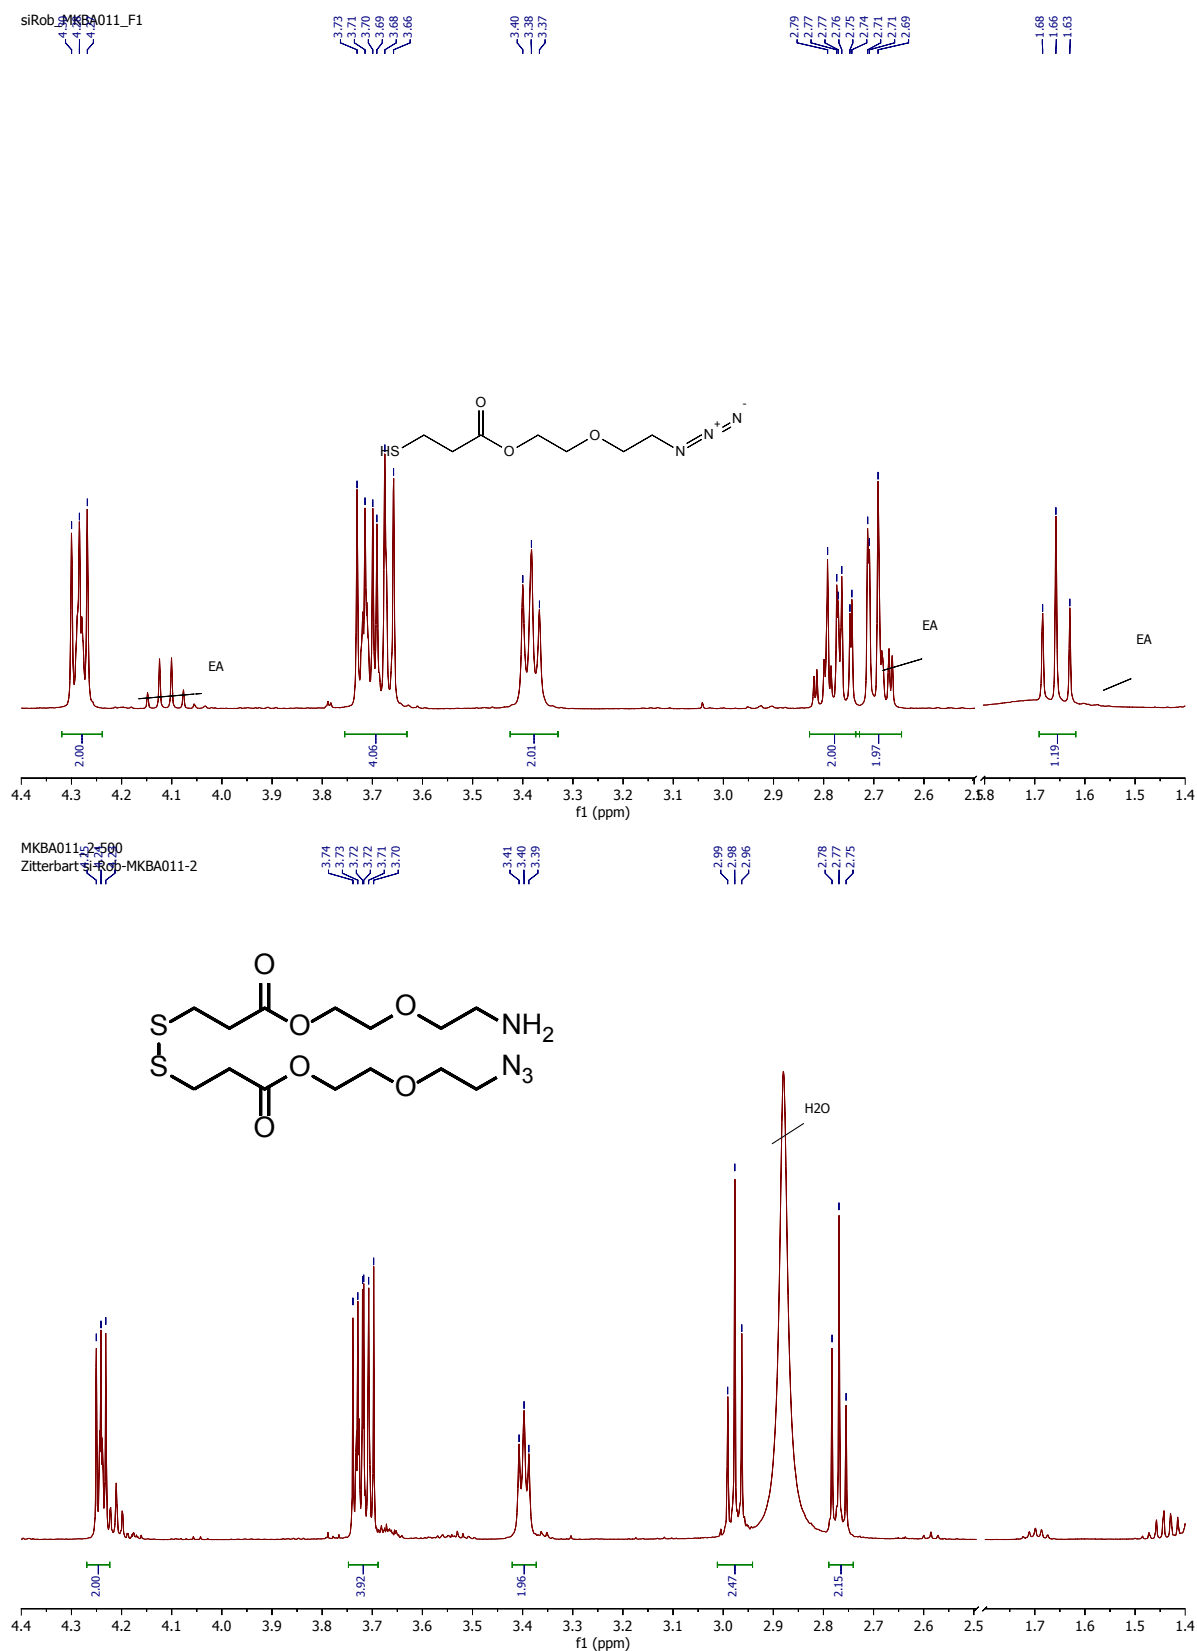 siRob_MKBA011_F1
3.73
3.71
3.70
3.69
3.68
3.66
3.40
3.38
3.37
2.79
2.77
2.77
2.76
2.75
2.74
2.71
2.71
2.69
1.68
1.66
1.63
O
HS
O
O
N
N
+
N
-
EA
EA
EA
2.00
4.06
2.01
2.00
1.97
1.19
4.4 4.3 4.2 4.1 4.0 3.9 3.8 3.7 3.6 3.5 3.4 3.3 3.2 3.1 3.0 2.9 2.8 2.7 2.6 1.7 1.6 1.5 1.4
f1 (ppm)
MKBA011-2-500
Zitterbart si-Rob-MKBA011-2
3.74
3.73
3.72
3.72
3.71
3.70
3.41
3.40
3.39
2.99
2.98
2.96
2.78
2.77
2.75
O
S
O
O
NH2
S
O
O
N3
O
H2O
2.00
3.92
1.96
2.47
2.15
4.4 4.3 4.2 4.1 4.0 3.9 3.8 3.7 3.6 3.5 3.4 3.3 3.2 3.1 3.0 2.9 2.8 2.7 2.6 2.5 1.7 1.6 1.5 1.4
f1 (ppm)